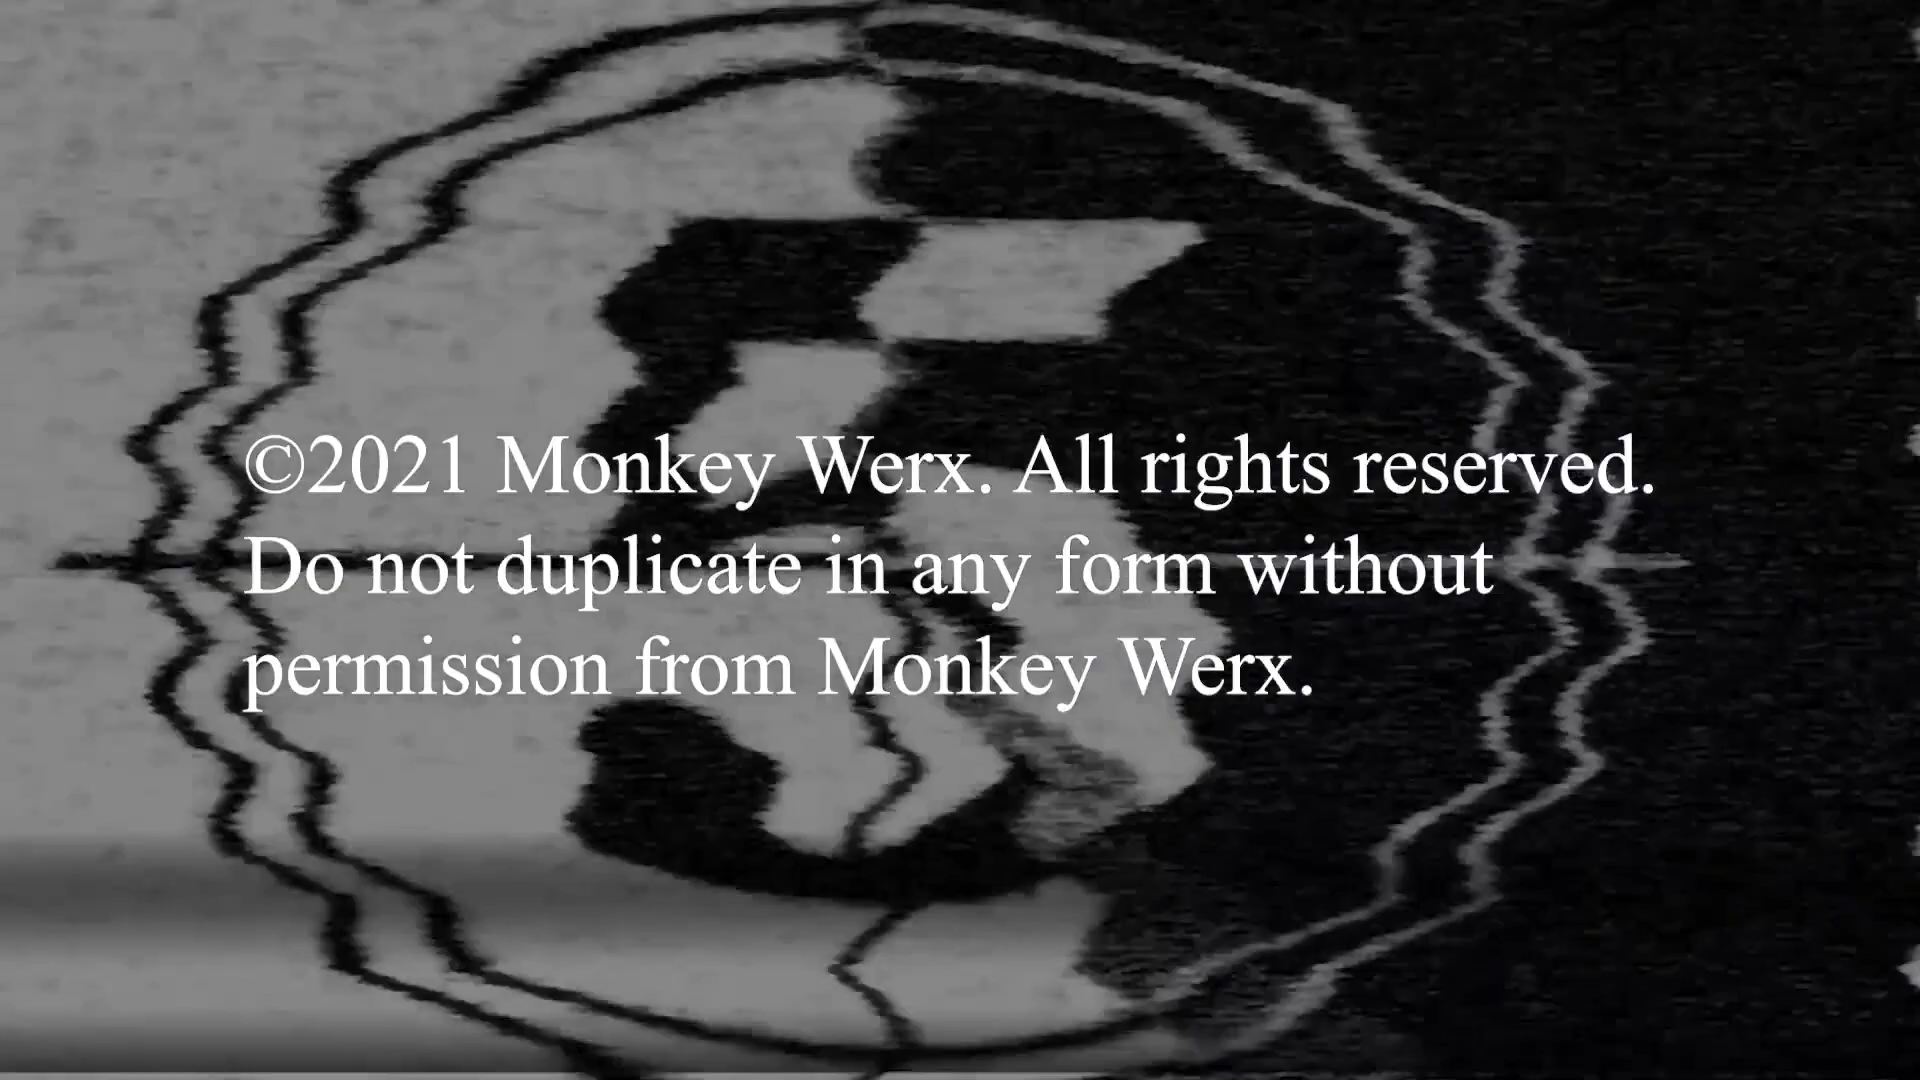 ©2021 Monkey Werx. All rights reserved.
Do not duplicate in any form without
permission from Monkey Werx.